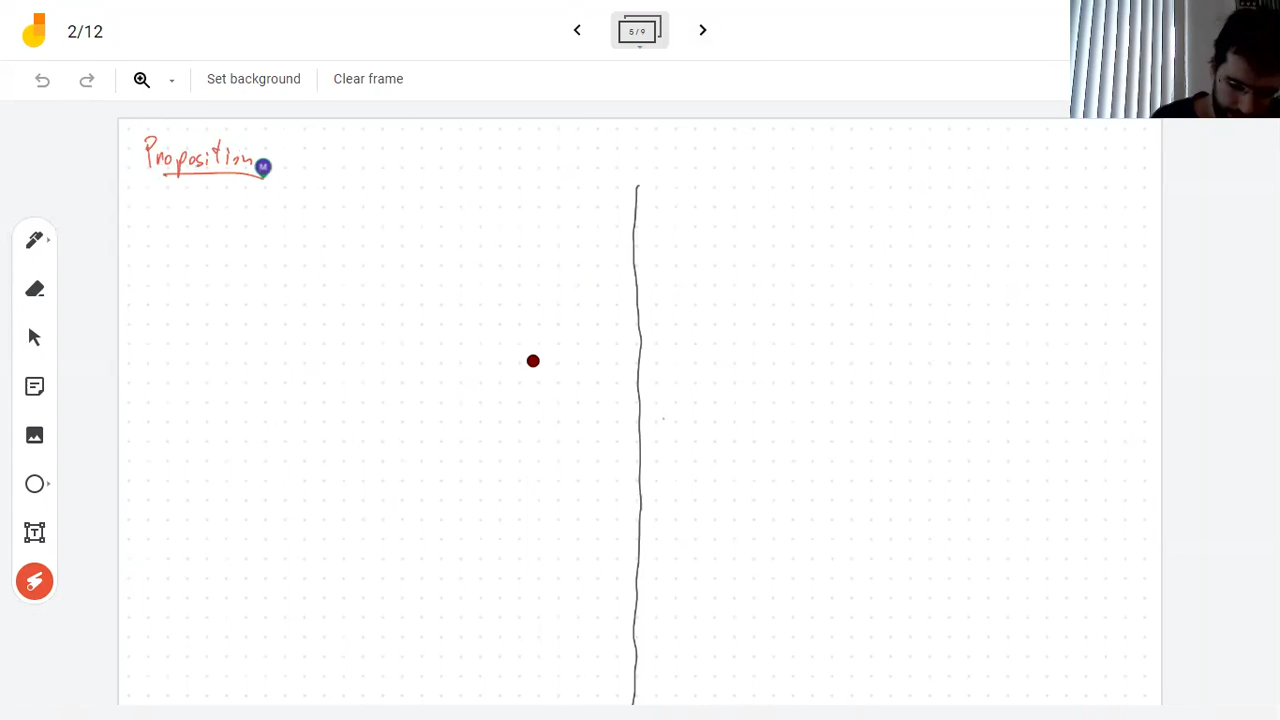 2/12
5 / 9
Set background
Clear frame
Proposition
M
T